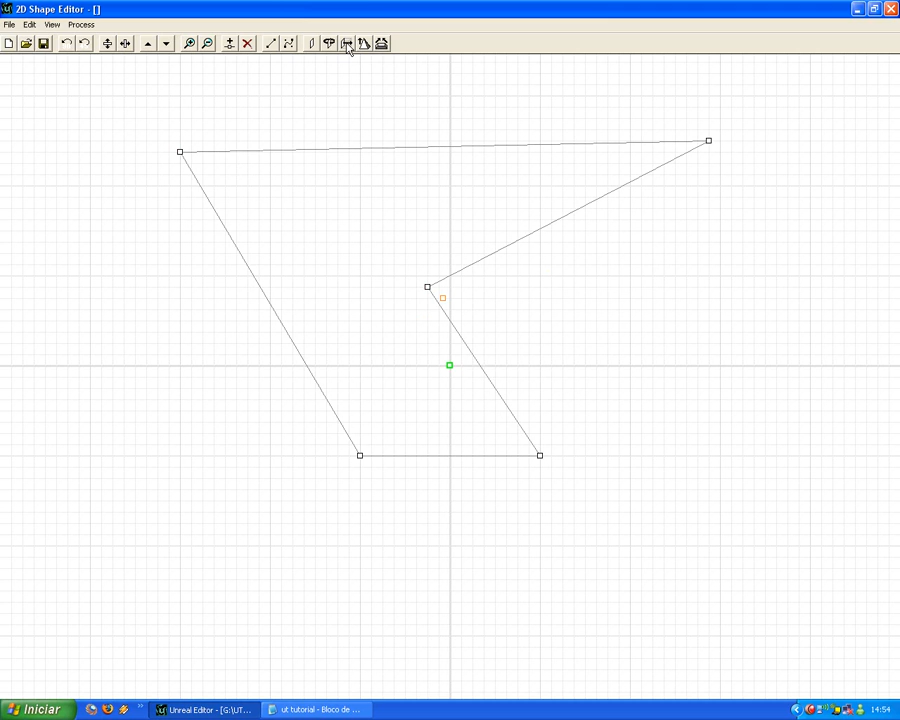 2D Shape Editor - []
File Edit View Process
Iniciar
Unreal Editor - [G:\UT...
ut tutorial - Bloco de ...
14:54